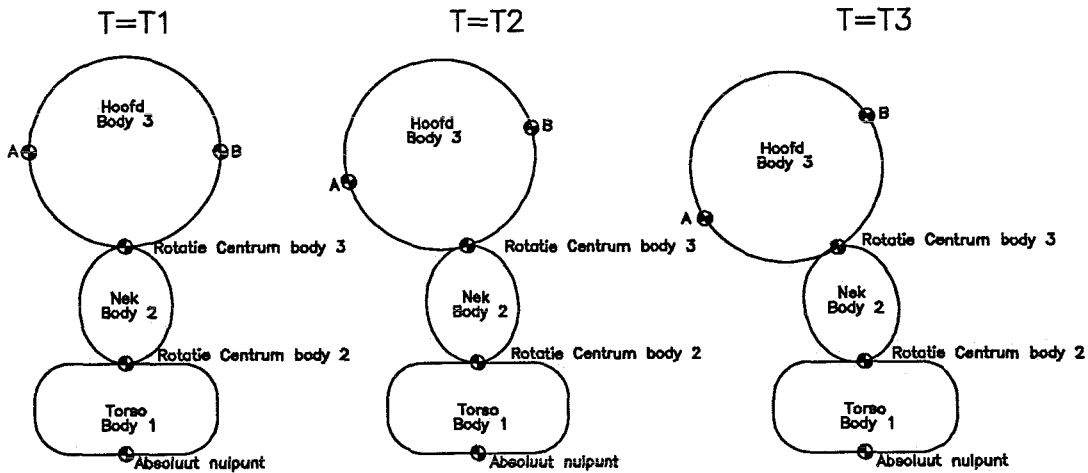 T=T1
T=T2
T=T3
Hoofd
Body 3
A
B
Rotatie Centrum body 3
Nek
Body 2
Rotatie Centrum body 2
Torso
Body 1
Absoluut nulpunt
Hoofd
Body 3
A
B
Rotatie Centrum body 3
Nek
Body 2
Rotatie Centrum body 2
Torso
Body 1
Absoluut nulpunt
Hoofd
Body 3
A
B
Rotatie Centrum body 3
Nek
Body 2
Rotatie Centrum body 2
Torso
Body 1
Absoluut nulpunt